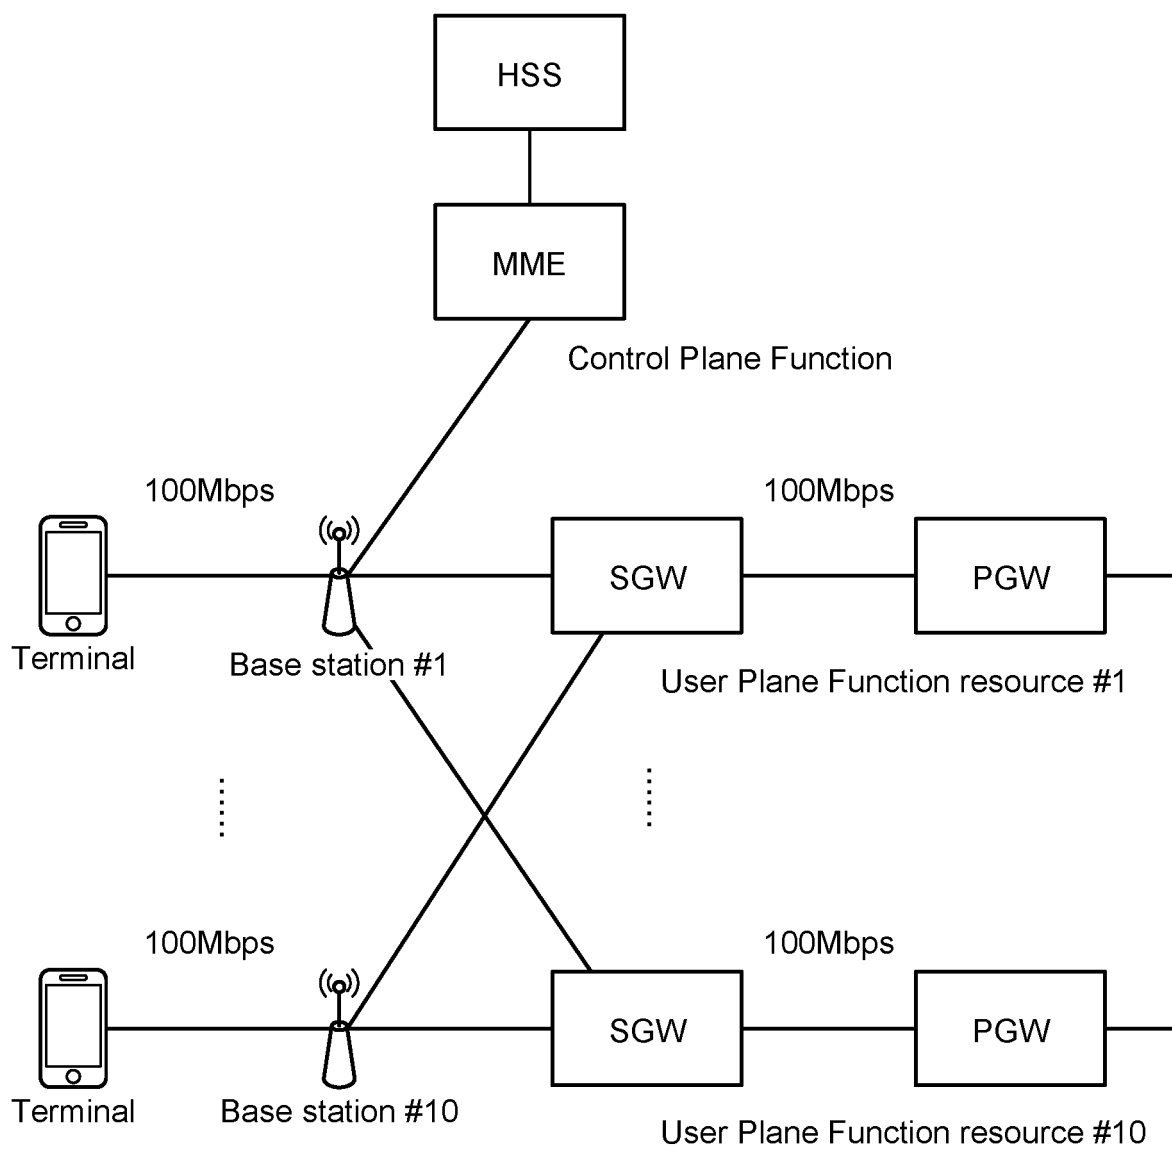 HSS
MME
Control Plane Function
100Mbps
100Mbps
SGW
PGW
Terminal
Base station #1
User Plane Function resource #1
100Mbps
100Mbps
SGW
PGW
Terminal
Base station #10
User Plane Function resource #10